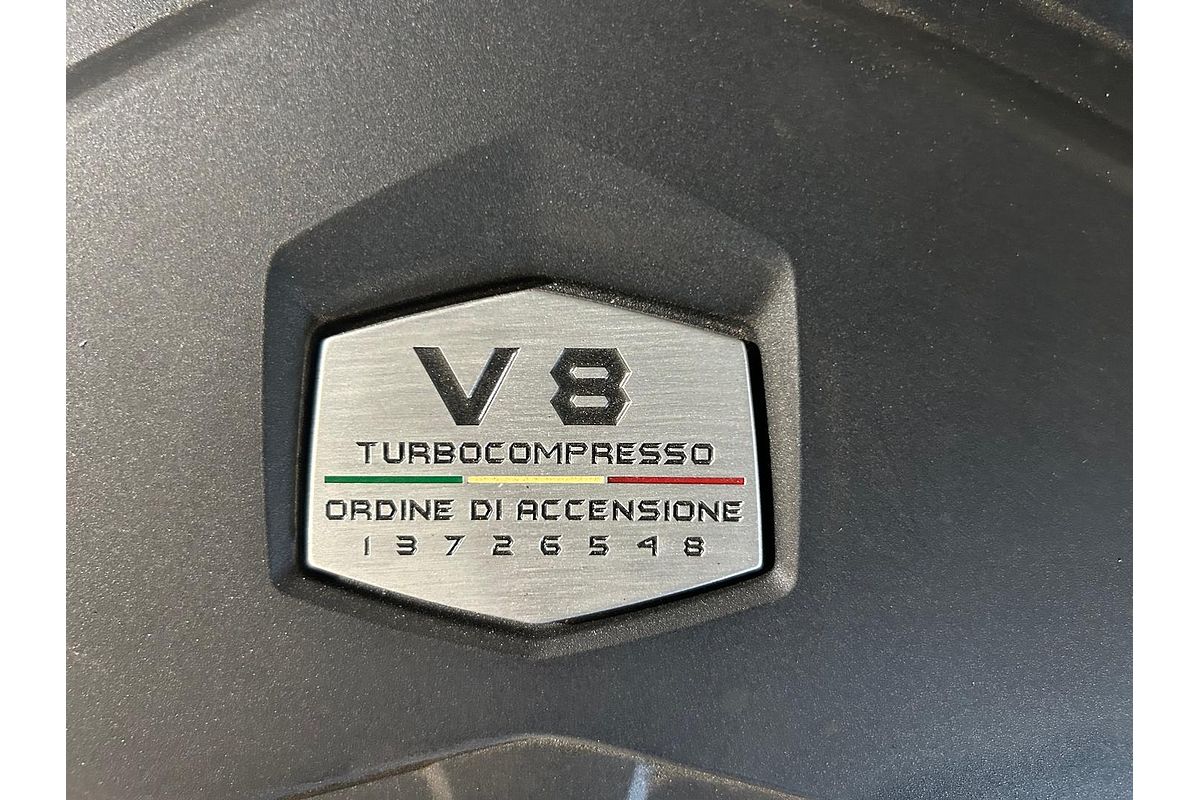 V8
TURBOCOMPRESSO
ORDINE DI ACCENSIONE
1 3 7 2 6 5 4 8